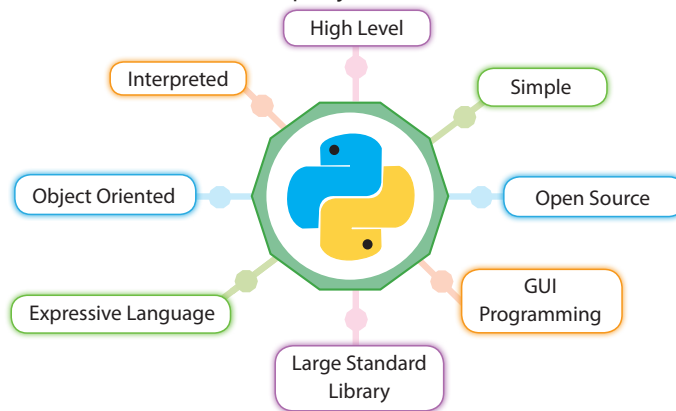 High Level
Interpreted
Simple
Object Oriented
Open Source
Expressive Language
GUI
Programming
Large Standard
Library